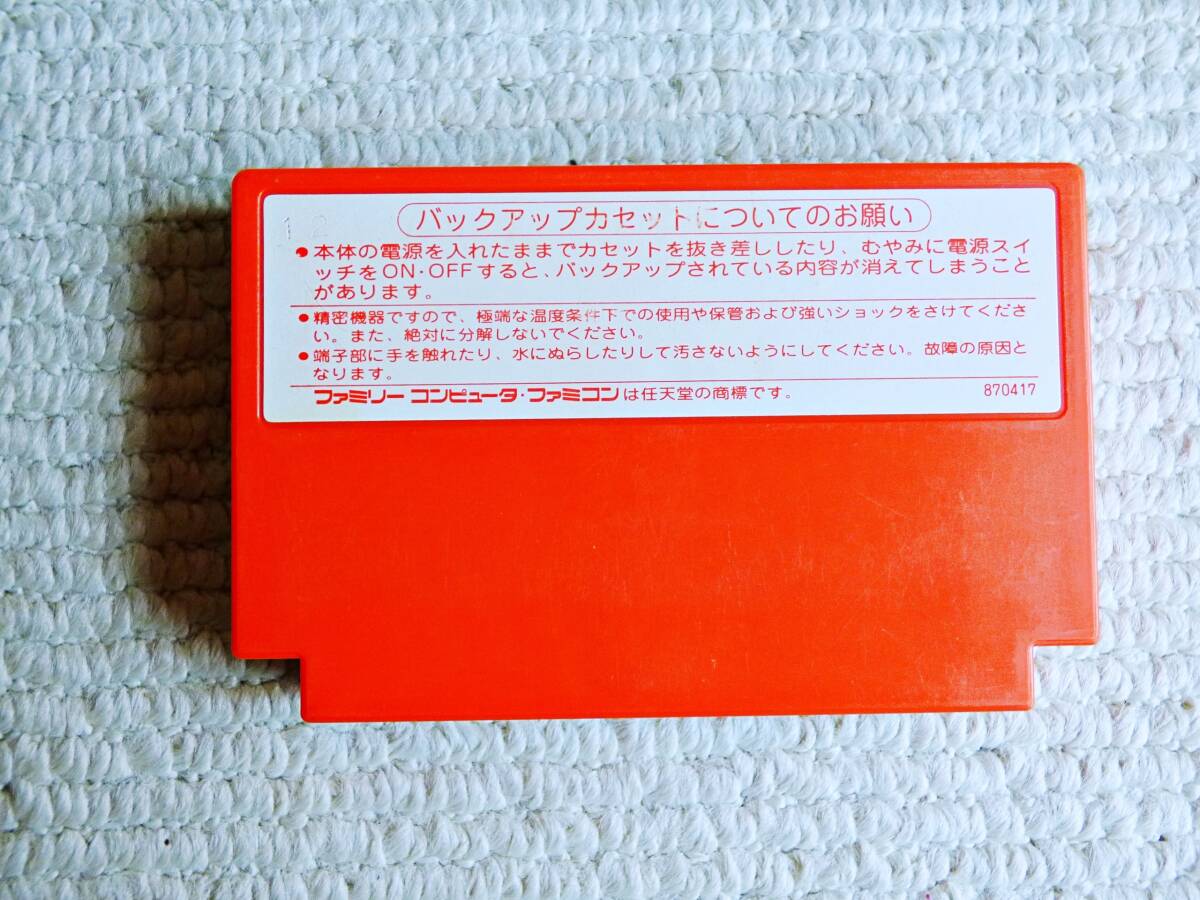 12
バックアップカセットについてのお願い
●本体の電源を入れたままでカセットを抜き差ししたり、むやみに電源スイ
ッチをON・OFFすると、バックアップされている内容が消えてしまうこと
があります。
●精密機器ですので、極端な温度条件下での使用や保管および強いショックをさけてくださ
い。また、絶対に分解しないでください。
●端子部に手を触れたり、水にぬらしたりして汚さないようにしてください。故障の原因と
なります。
ファミリー コンピュータ・ファミコンは任天堂の商標です。 870417